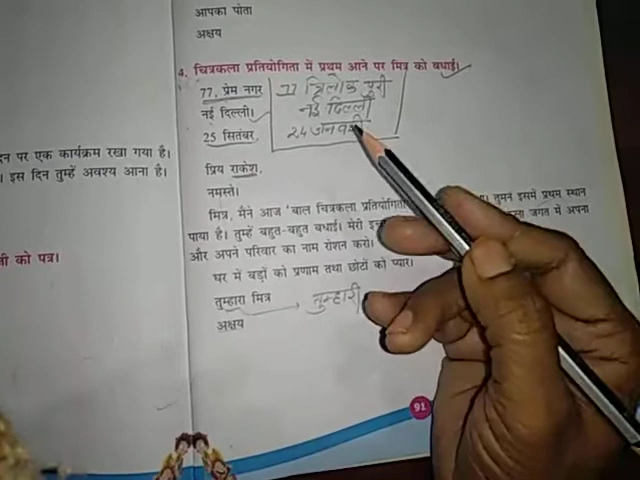 आपका पोता
अक्षय
4. चित्रकला प्रतियोगिता में प्रथम आने पर मित्र को बधाई।
77, प्रेम नगर
नई दिल्ली।
25 सितंबर,
77 त्रिलोक पुरी
नई दिल्ली
24 जनवरी
प्रिय राकेश,
नमस्ते।
मित्र, मैंने आज 'बाल चित्रकला प्रतियोगिता तुमने इसमें प्रथम स्थान
पाया है। तुम्हें बहुत-बहुत बधाई। मेरी जगत में अपना
और अपने परिवार का नाम रोशन करो।
घर में बड़ों को प्रणाम तथा छोटों को प्यार।
तुम्हारा मित्र
तुम्हारी
अक्षय
पर एक कार्यक्रम रखा गया है।
इस दिन तुम्हें अवश्य आना है।
को पत्र।
91